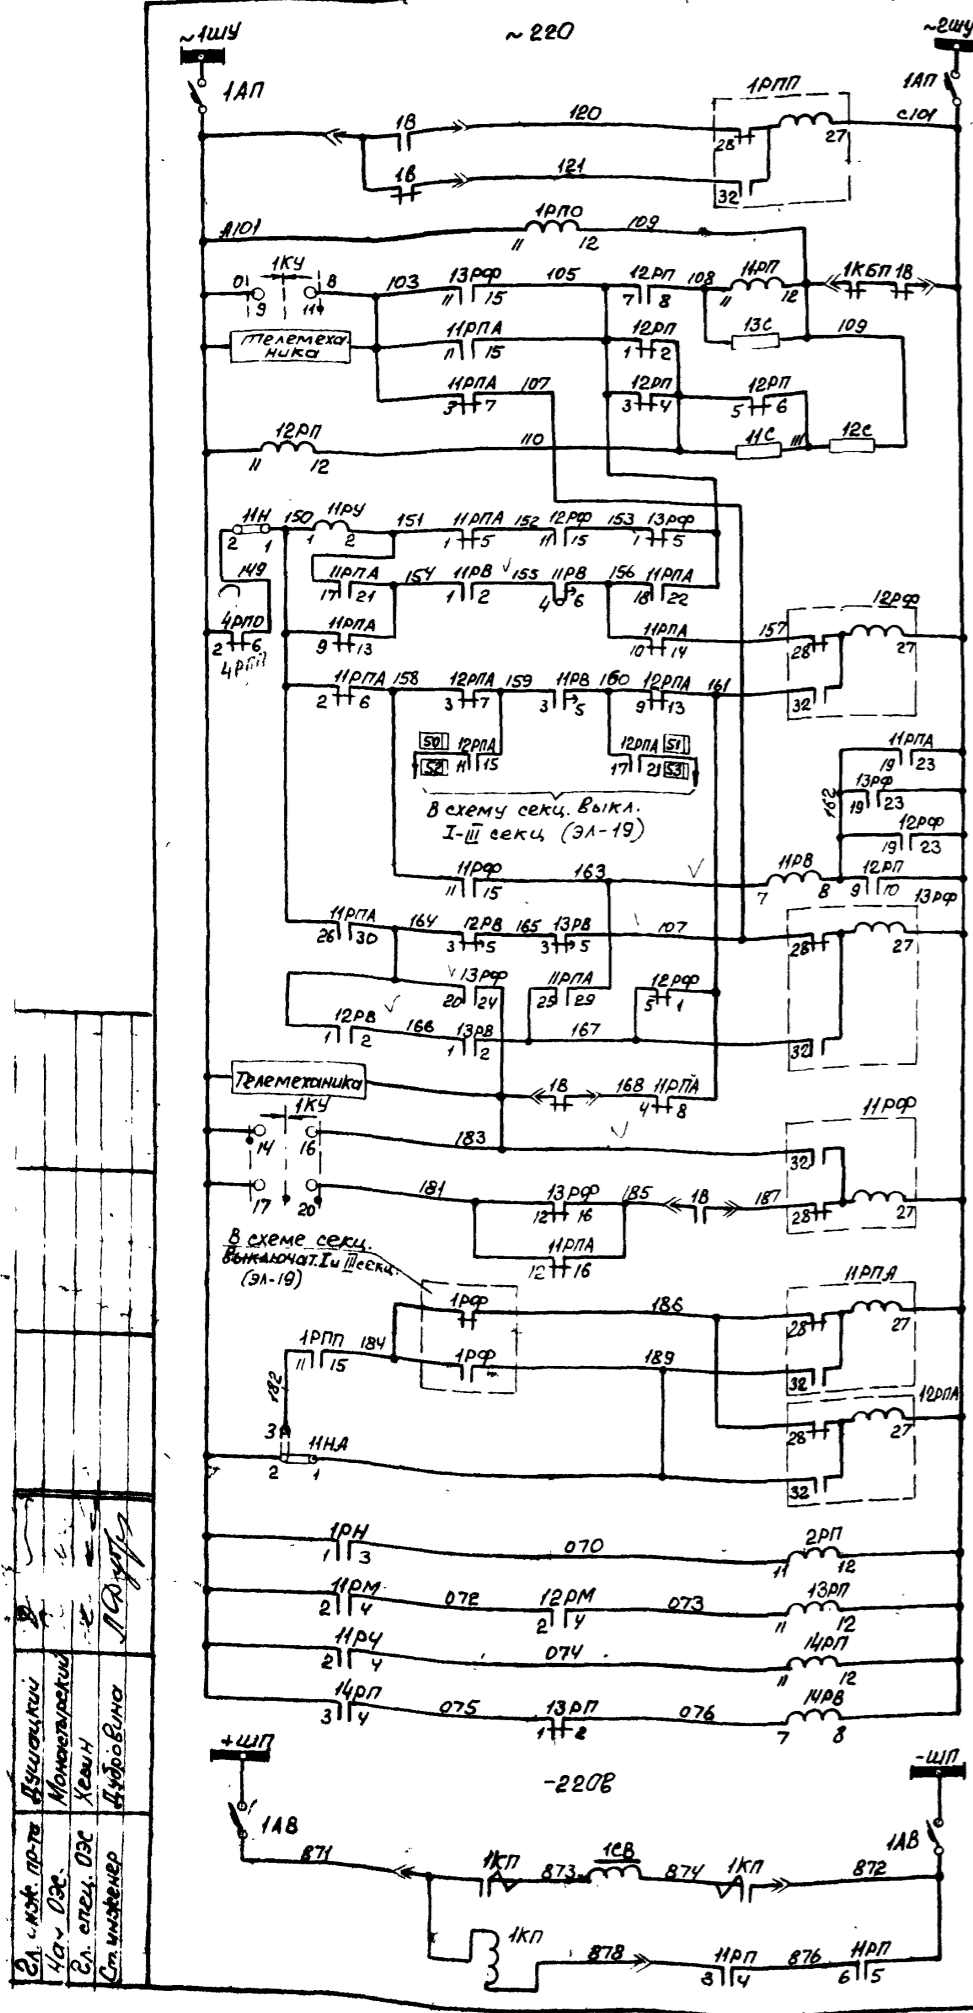 ~1ШУ ~220 ~2ШУ
1АП 1АП
1РПП
1В 120 28 27 С101
1В 121 32
А101 1РПО 109
11 12
0 1КУ В 103 13РФ 105 12РП 108 11РП 1КБП 1В
9 11 11 15 7 8 11 12
Телемеха
ника
11РПА 12РП 13С 109
11 15 1 2
11РПА 107 12РП 12РП
3 7 3 4 5 6
12РП 110 11С 111 12С
11 12
11Н 150 11РУ 151 11РПА 152 12РФ 153 13РФ
2 1 1 2 1 5 11 15 1 5
149 11РПА 154 11РВ 155 11РВ 156 11РПА
17 21 1 2 4 6 18 22
4РПО 11РПА 11РПА 157 12РФ
2 6 9 13 10 14 28 27
4РПП
11РПА 158 12РПА 159 11РВ 160 12РПА 161
2 6 3 7 3 5 9 13 32
50 12РПА 12РПА 51
52 11 15 17 21 53
В схему секц. выкл.
I-III секц (ЭЛ-19)
11РПА
19 23
162 13РФ
19 23
12РФ
19 23
11РФ 163 11РВ 12РП
11 15 7 8 9 10
13РФ
11РПА 164 12РВ 165 13РВ 107
26 30 3 5 3 5 28 27
13РФ 11РПА 12РФ
20 24 25 29 5 1
12РВ 166 13РВ 167
1 2 1 2 32
Телемеханика 1В 168 11РПА
4 8
1КУ 11РФ
14 16 183 32
17 20 181 13РФ 185 1В 187
12 16 28 27
11РПА
12 16
В схеме секц.
выключат. I и III секц.
(ЭЛ-19)
1РФ 186 11РПА
28 27
1РПП 184 1РФ 189
11 15 32
182 12РПА
3 28 27
11НА
2 1 32
1РН 070 2РП
1 3 11 12
11РМ 072 12РМ 073 13РП
2 4 2 4 11 12
11РУ 074 14РП
2 4 11 12
14РП 075 13РП 076 14РВ
3 4 1 2 7 8
+ШП -220В -ШП
1АВ 1АВ
871 1КП 873 1СВ 874 1КП 872
1КП 878 11РП 876 11РП
3 4 6 5
Гл. инж. пр-та Душацкий
Нач ОЭС. Монастырский
Гл. спец. ОЭС Хевин
Ст. инженер Дубровина